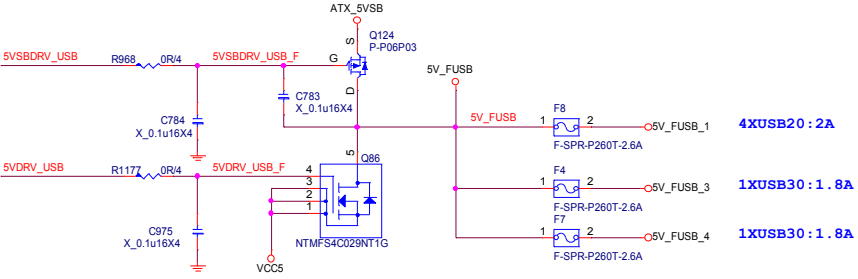 ATX_5VSB
Q124
P-P06P03
S
G
D
5VSBDRV_USB
R968
0R/4
5VSBDRV_USB_F
C783
X_0.1u16X4
C784
X_0.1u16X4
5V_FUSB
5V_FUSB
F8
1
2
5V_FUSB_1
4XUSB20:2A
F-SPR-P260T-2.6A
5VDRV_USB
R1177
0R/4
5VDRV_USB_F
5
Q86
4
3
2
1
NTMFS4C029NT1G
C975
X_0.1u16X4
VCC5
F4
1
2
5V_FUSB_3
1XUSB30:1.8A
F-SPR-P260T-2.6A
F7
1
2
5V_FUSB_4
1XUSB30:1.8A
F-SPR-P260T-2.6A